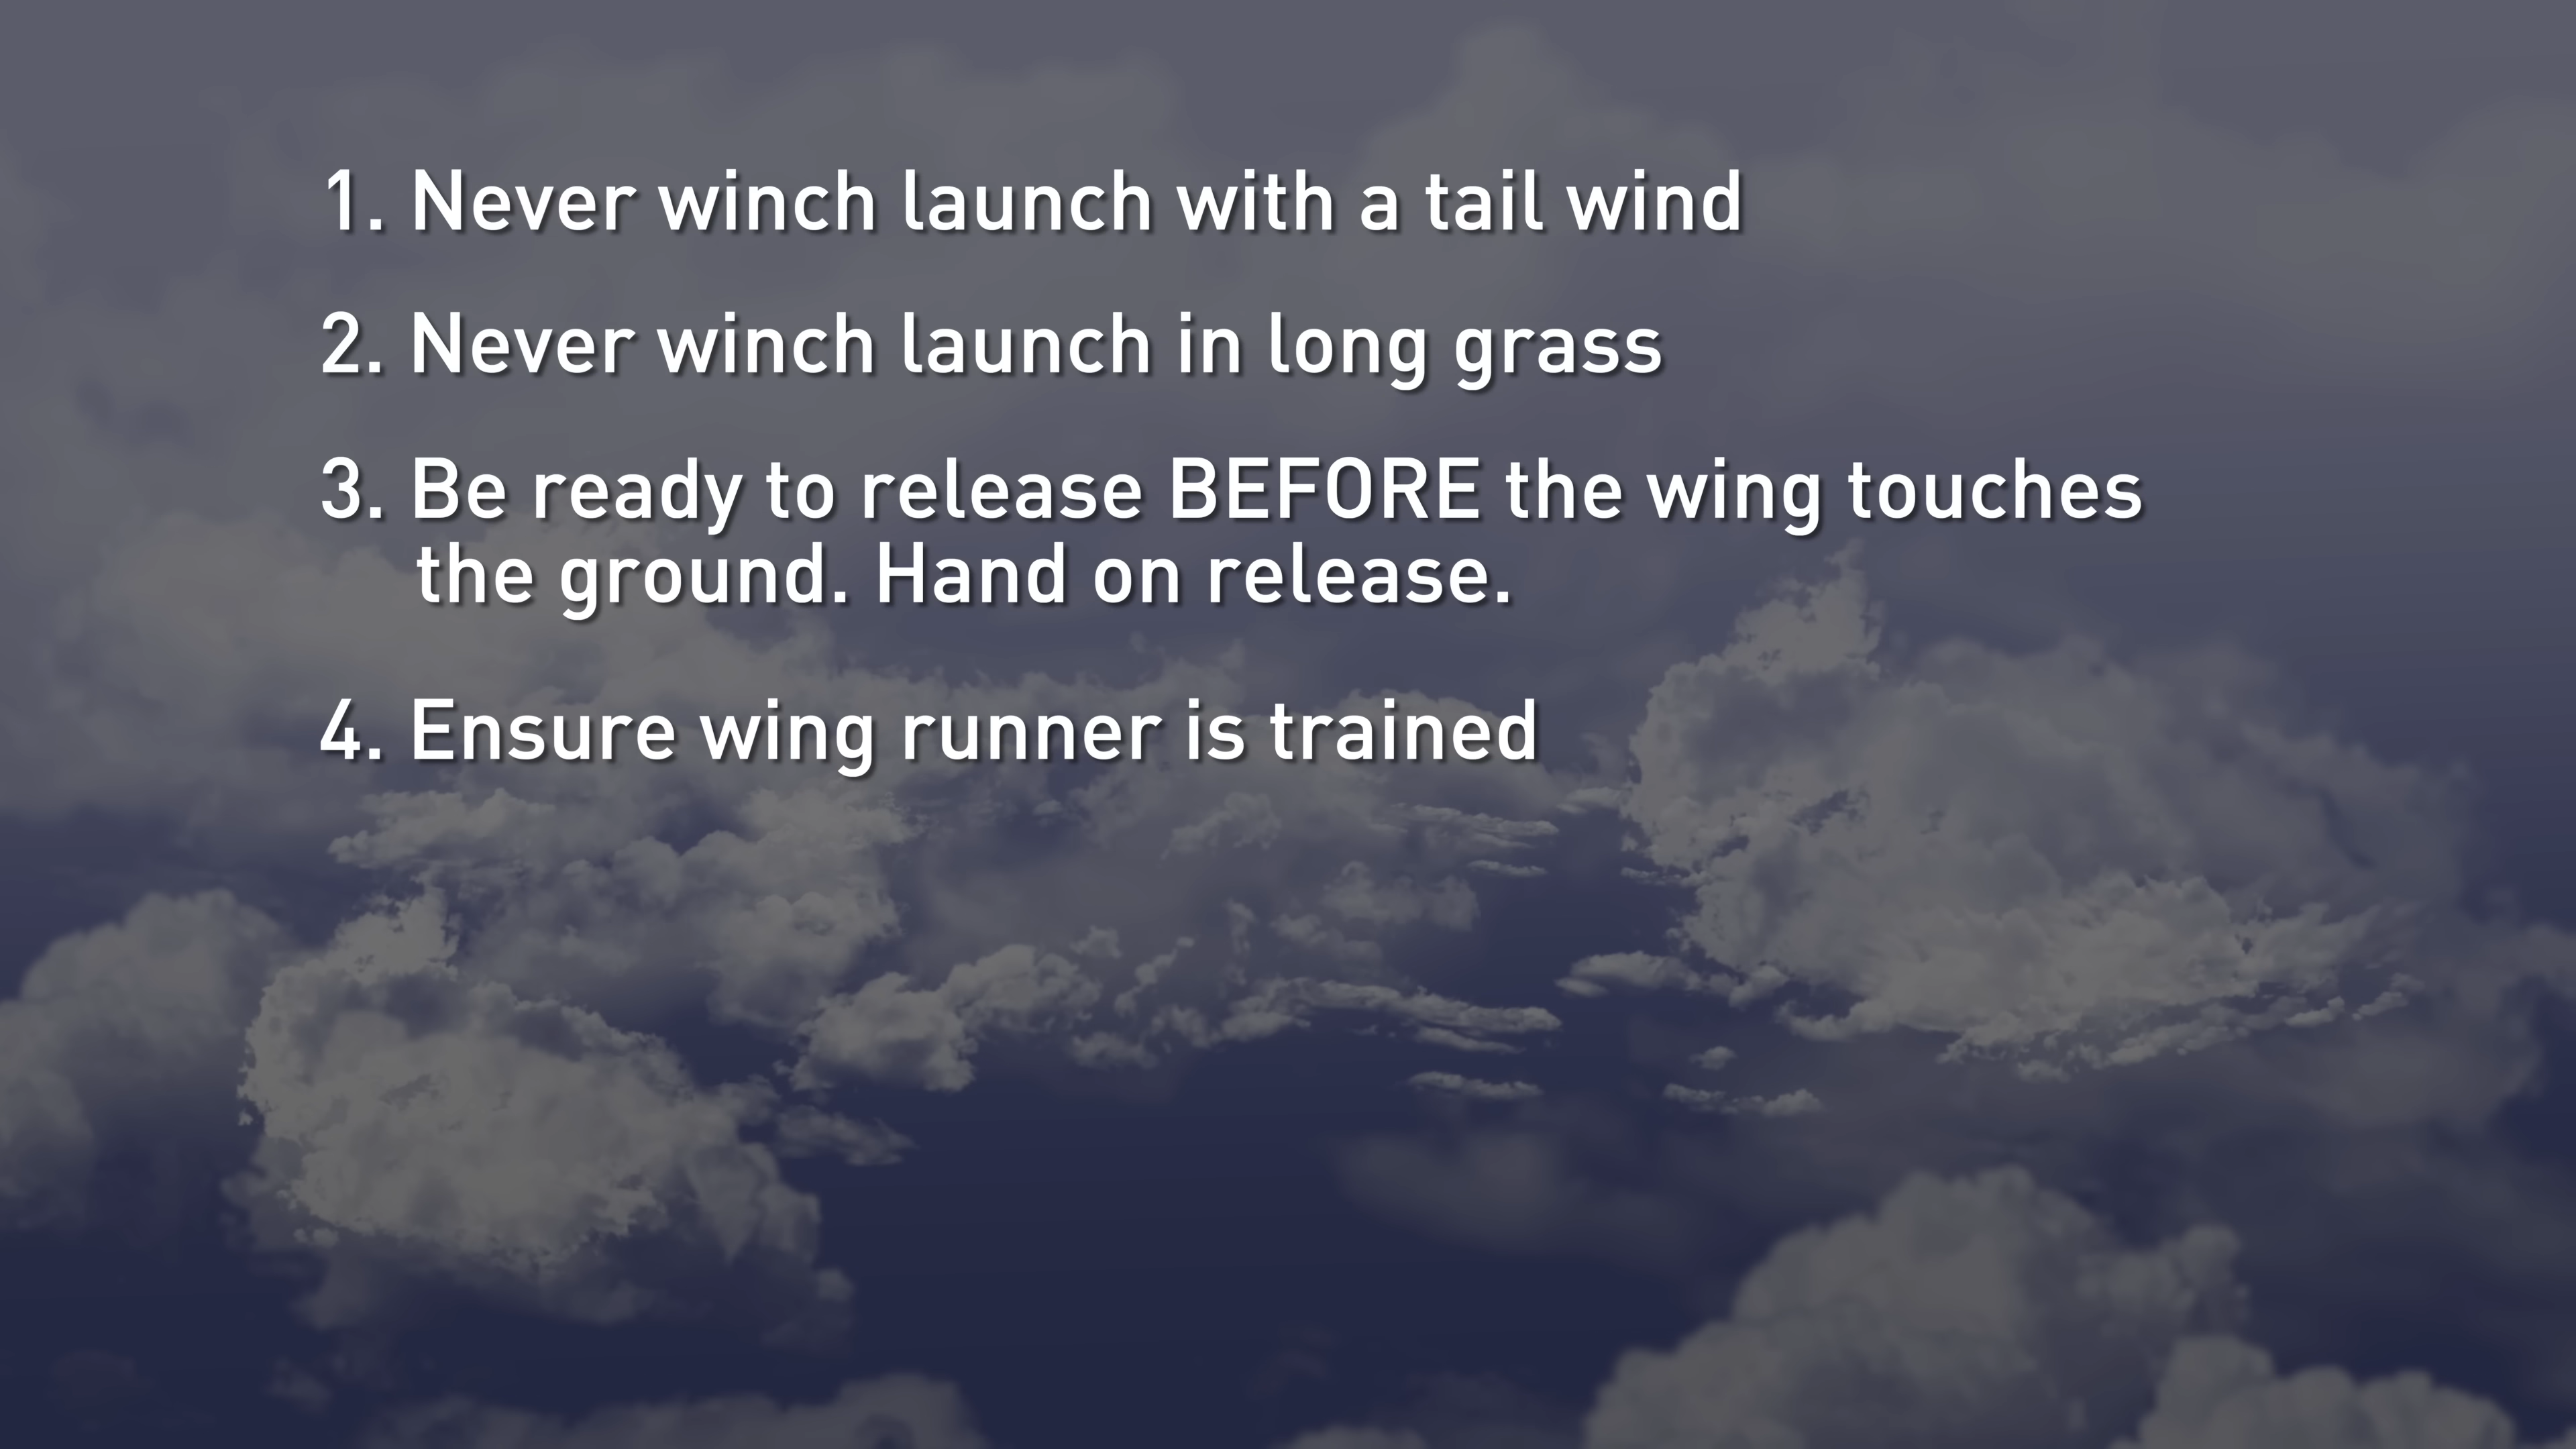 1. Never winch launch with a tail wind
2. Never winch launch in long grass
3. Be ready to release BEFORE the wing touches
the ground. Hand on release.
4. Ensure wing runner is trained